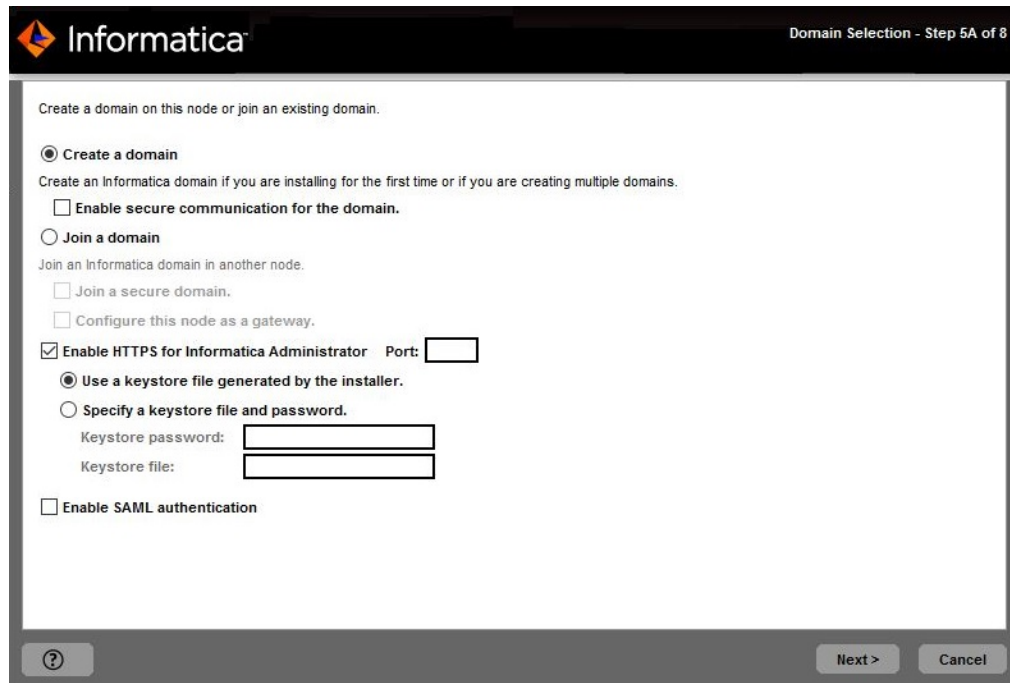 Informatica
Domain Selection - Step 5A of 8
Create a domain on this node or join an existing domain.
Create a domain
Create an Informatica domain if you are installing for the first time or if you are creating multiple domains.
Enable secure communication for the domain.
Join a domain
Join an Informatica domain in another node.
Join a secure domain.
Configure this node as a gateway.
Enable HTTPS for Informatica Administrator Port:
Use a keystore file generated by the installer.
Specify a keystore file and password.
Keystore password:
Keystore file:
Enable SAML authentication
? Next > Cancel